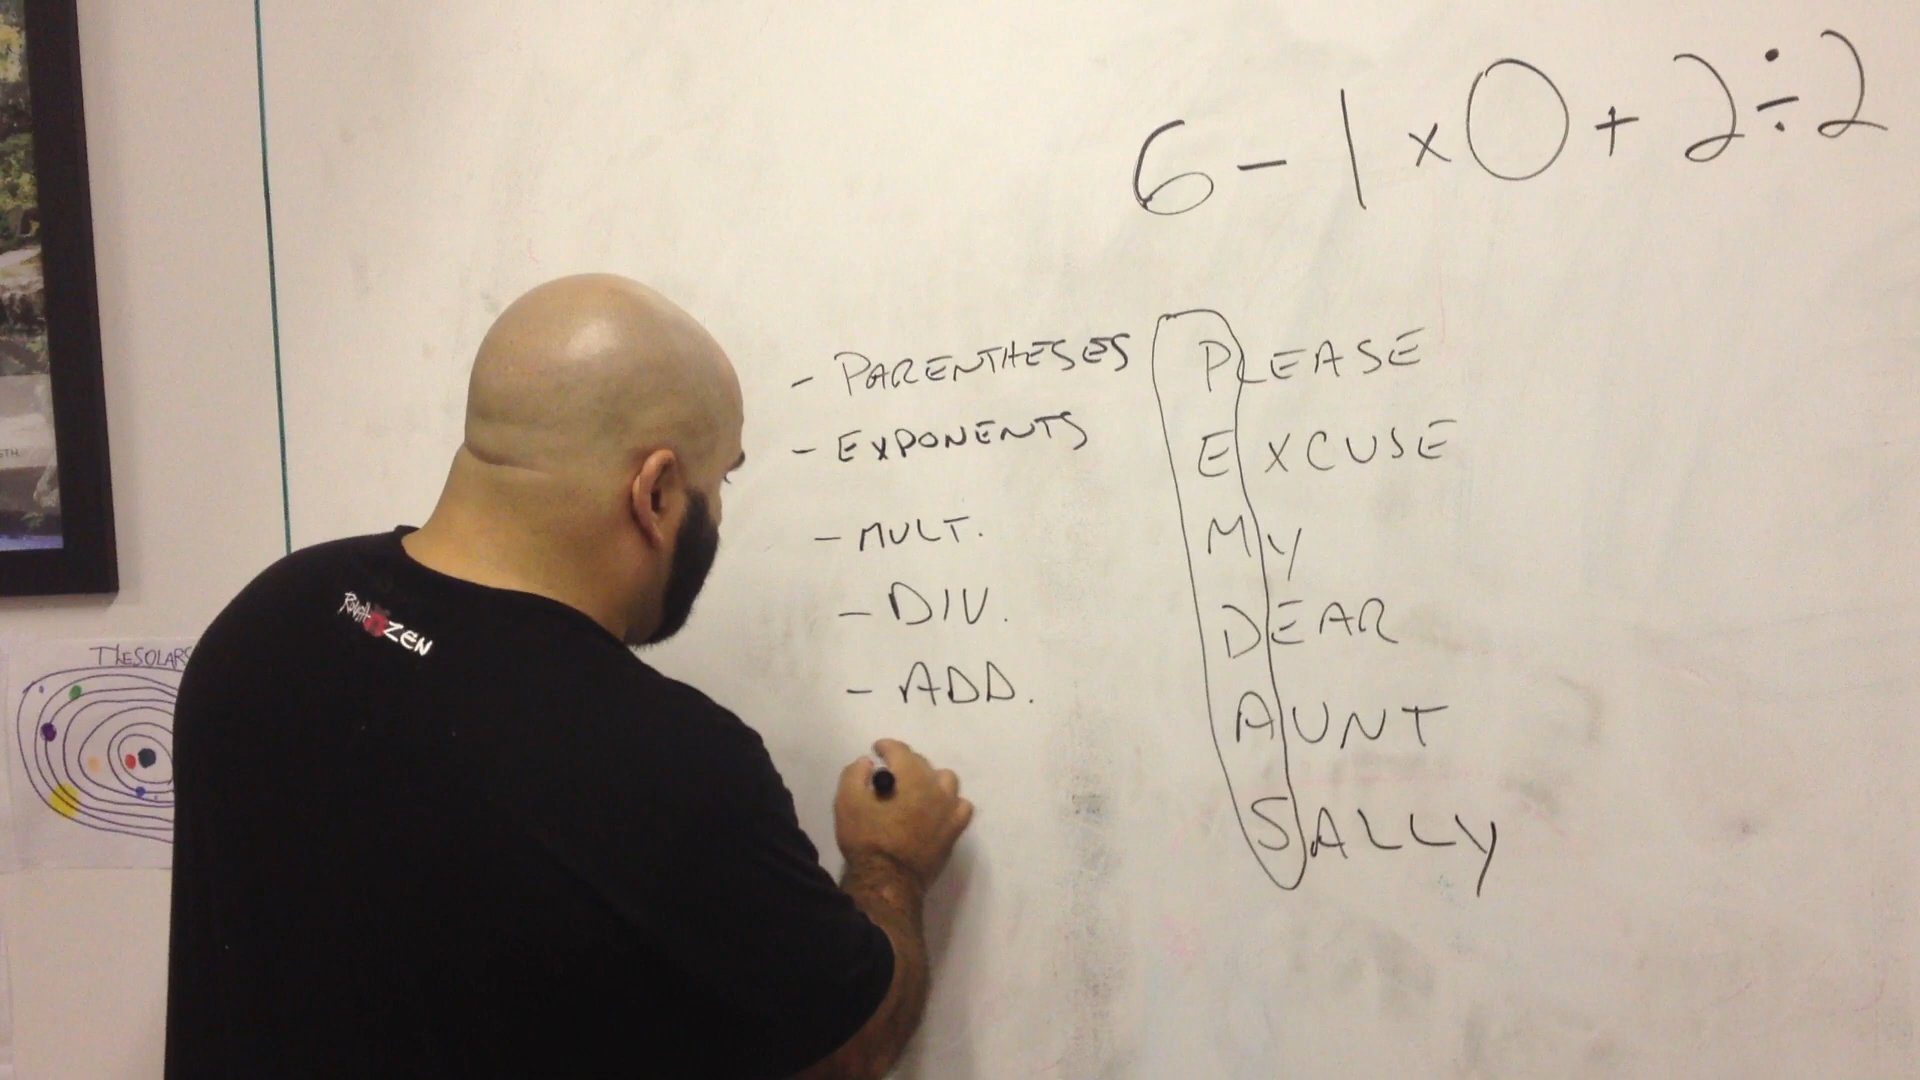 6 - 1 × 0 + 2 ÷ 2
- PARENTHESES
- EXPONENTS
- MULT.
- DIV.
- ADD.
PLEASE
EXCUSE
MY
DEAR
AUNT
SALLY
ZEN
THE SOLAR S